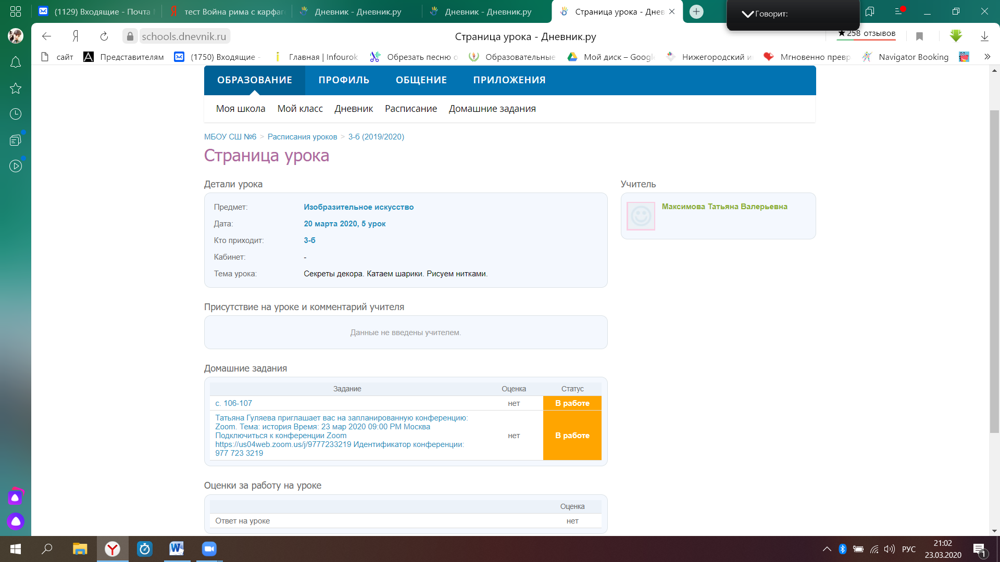 (1129) Входящие - Почта
тест Война рима с карфаг
Дневник - Дневник.ру
Дневник - Дневник.ру
Страница урока - Днев
Говорит:
schools.dnevnik.ru
Страница урока - Дневник.ру
★258 отзывов
сайт
Представителям
(1750) Входящие -
Главная | Infourok
Обрезать песню о
Образовательные
Мой диск – Google
Нижегородский и
Мгновенно превр
Navigator Booking
ОБРАЗОВАНИЕ
ПРОФИЛЬ
ОБЩЕНИЕ
ПРИЛОЖЕНИЯ
Моя школа
Мой класс
Дневник
Расписание
Домашние задания
МБОУ СШ №6 > Расписания уроков > 3-б (2019/2020)
Страница урока
Детали урока
Предмет: Изобразительное искусство
Дата: 20 марта 2020, 5 урок
Кто приходит: 3-б
Кабинет: -
Тема урока: Секреты декора. Катаем шарики. Рисуем нитками.
Учитель
Максимова Татьяна Валерьевна
Присутствие на уроке и комментарий учителя
Данные не введены учителем.
Домашние задания
Задание Оценка Статус
с. 106-107 нет В работе
Татьяна Гуляева приглашает вас на запланированную конференцию:
Zoom. Тема: история Время: 23 мар 2020 09:00 PM Москва
Подключиться к конференции Zoom
нет В работе
https://us04web.zoom.us/j/9777233219 Идентификатор конференции:
977 723 3219
Оценки за работу на уроке
Оценка
Ответ на уроке нет
РУС
21:02
23.03.2020
1